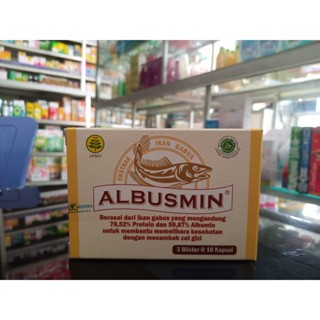 EKSTRAK IKAN GABUS
JAMU
ALBUSMIN®
Berasal dari ikan gabus yang mengandung
79,52% Protein dan 59,87% Albumin
untuk membantu memelihara kesehatan
dengan menambah zat gizi
3 Blister @ 10 Kapsul